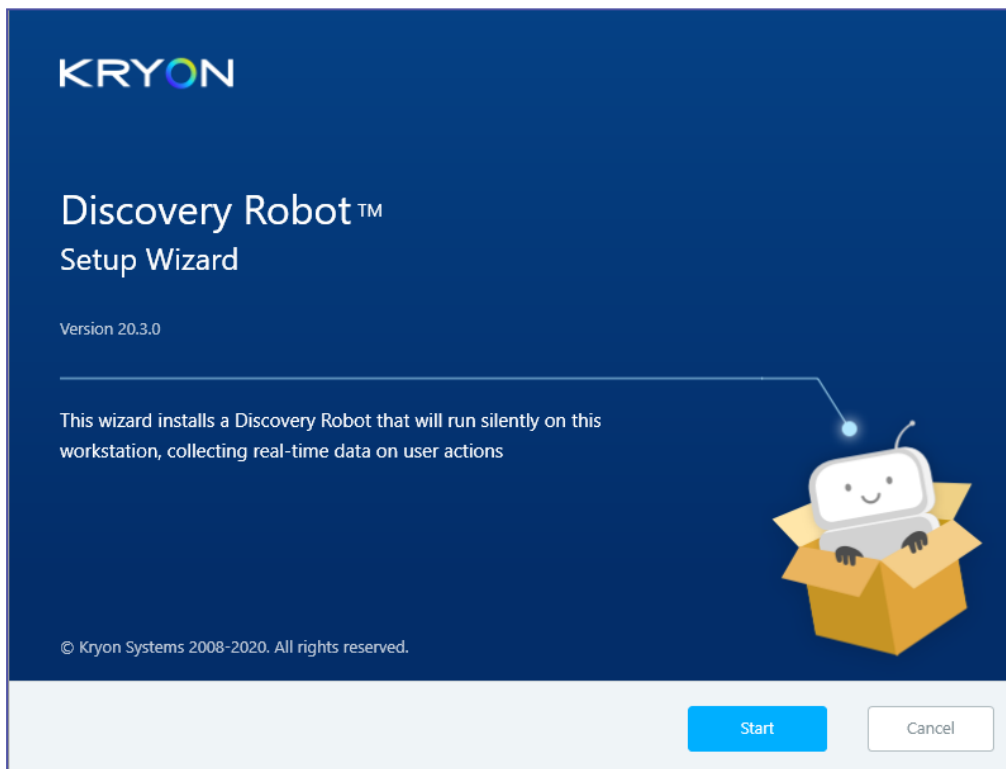 KRYON
Discovery Robot™
Setup Wizard
Version 20.3.0
This wizard installs a Discovery Robot that will run silently on this
workstation, collecting real-time data on user actions
© Kryon Systems 2008-2020. All rights reserved.
Start
Cancel